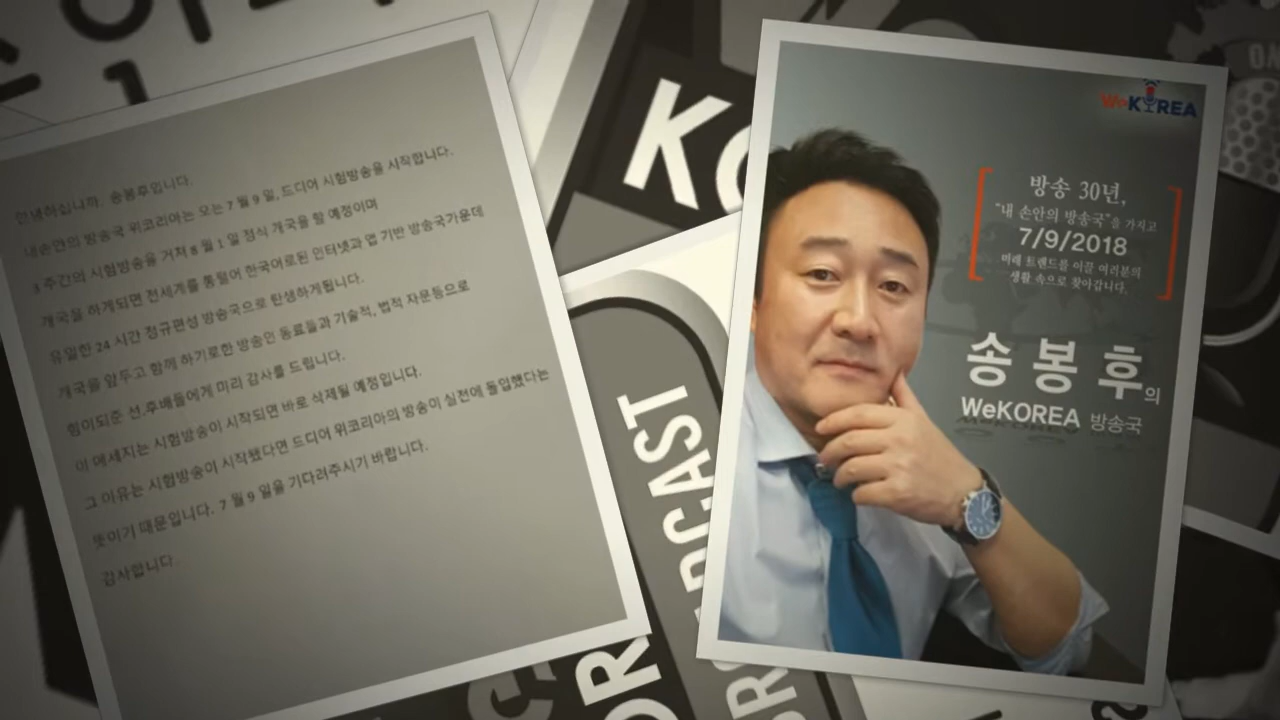 안녕하십니까. 송봉후입니다.
내손안의 방송국 위코리아는 오는 7월 9일, 드디어 시험방송을 시작합니다.
3주간의 시험방송을 거쳐 8월 1일 정식 개국을 할 예정이며
개국을 하게되면 전세계를 통털어 한국어로된 인터넷과 앱 기반 방송국가운데
유일한 24시간 정규편성 방송국으로 탄생하게됩니다.
개국을 앞두고 함께 하기로한 방송인 동료들과 기술적, 법적 자문등으로
힘이되준 선,후배들에게 미리 감사를 드립니다.
이 메세지는 시험방송이 시작되면 바로 삭제될 예정입니다.
그 이유는 시험방송이 시작됐다면 드디어 위코리아의 방송이 실전에 돌입했다는
뜻이기 때문입니다. 7월 9일을 기다려주시기 바랍니다.
감사합니다.
KO
DCAST
OR
WeKOREA
방송 30년,
"내 손안의 방송국"을 가지고
7/9/2018
미래 트렌드를 이끌 여러분의
생활 속으로 찾아갑니다.
송봉후의
WeKOREA 방송국